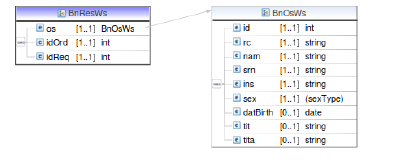 BnResWs
os [1..1] BnOsWs
idOrd [1..1] int
idReq [1..1] int
BnOsWs
id [1..1] int
rc [1..1] string
nam [1..1] string
srn [1..1] string
ins [1..1] string
sex [1..1] (sexType)
datBirth [0..1] date
tit [0..1] string
tita [0..1] string